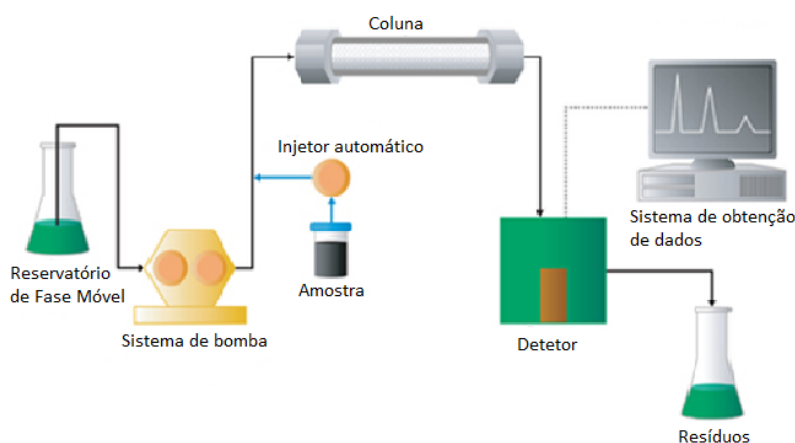 Coluna
Injetor automático
Reservatório
de Fase Móvel
Amostra
Sistema de bomba
Sistema de obtenção
de dados
Detetor
Resíduos